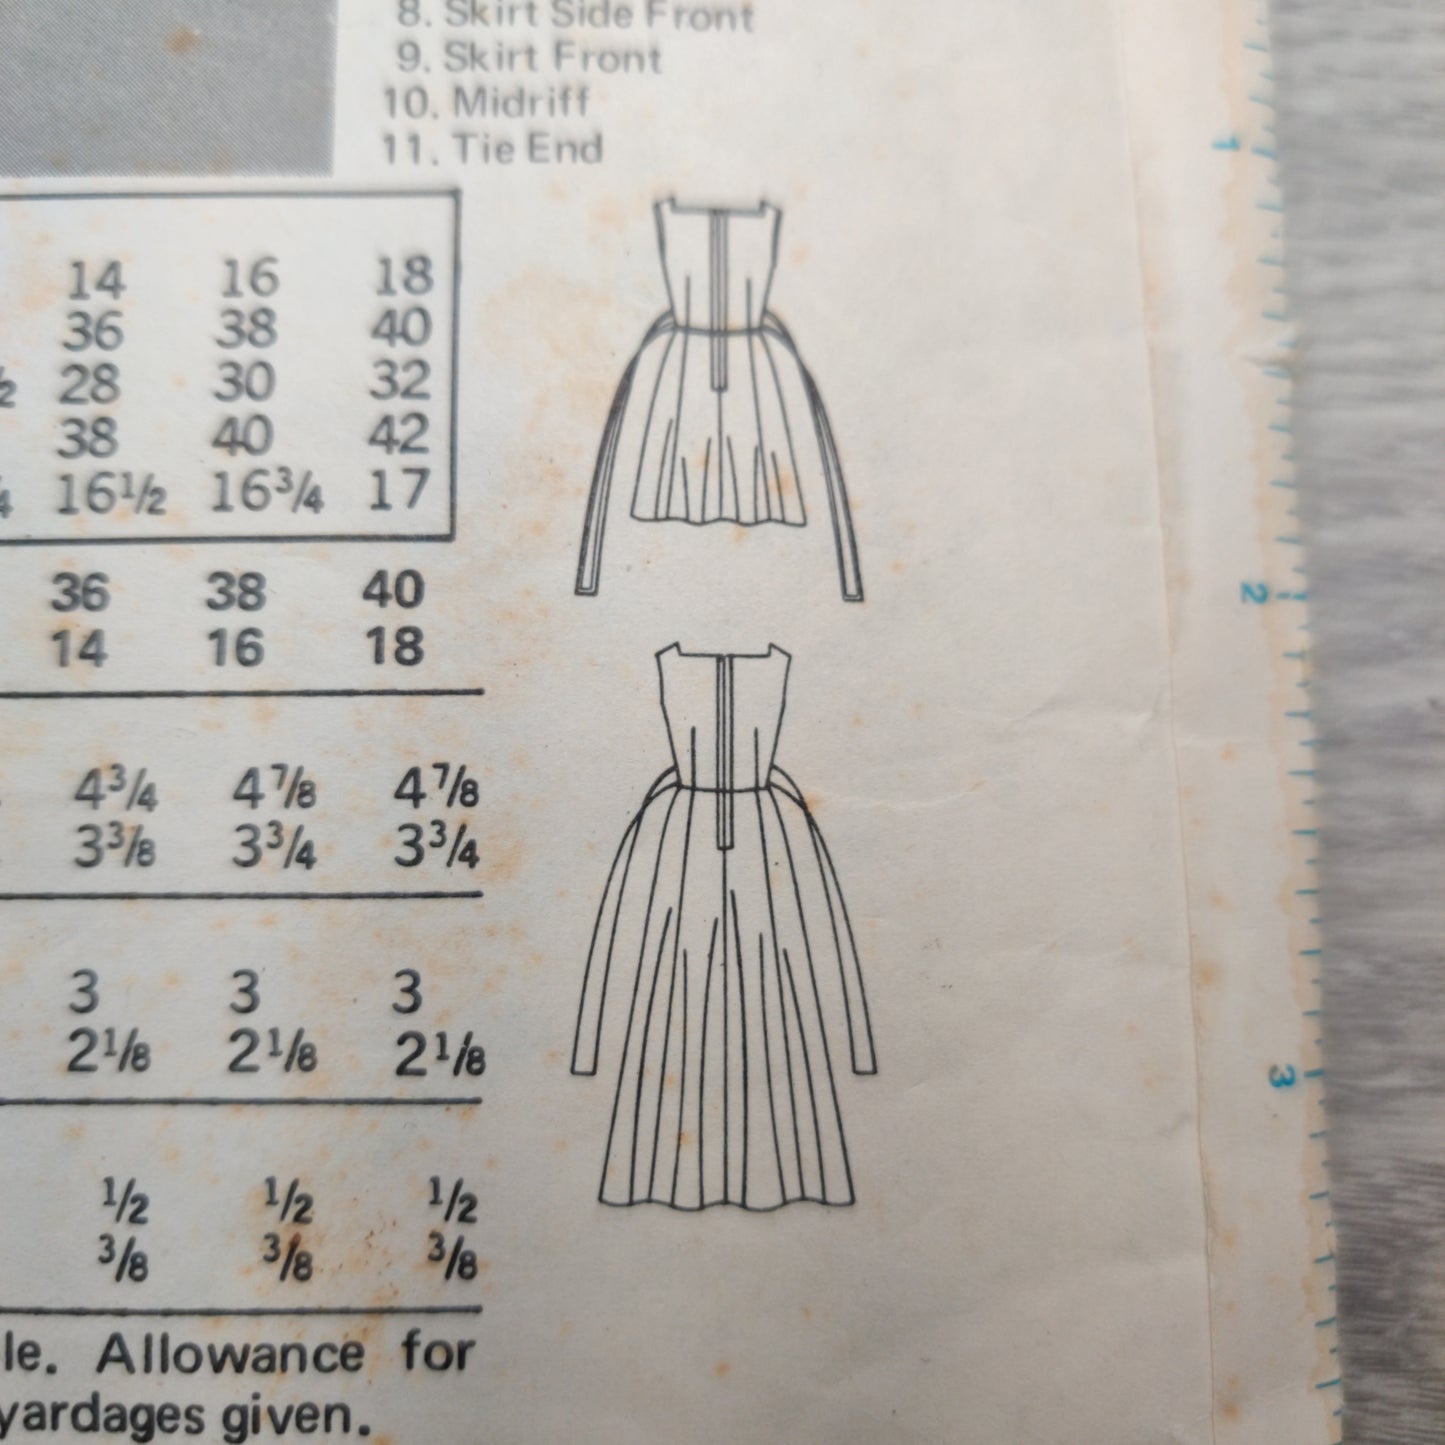 8. Skirt Side Front
9. Skirt Front
10. Midriff
11. Tie End
14 16 18
36 38 40
28 30 32
38 40 42
16½ 16¾ 17
36 38 40
14 16 18
4¾ 4⅞ 4⅞
3⅜ 3¾ 3¾
3 3 3
2⅛ 2⅛ 2⅛
½ ½ ½
⅜ ⅜ ⅜
le. Allowance for
yardages given.
1
2
3